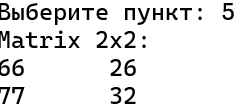 Выберите пункт: 5
Matrix 2x2:
66      26
77      32